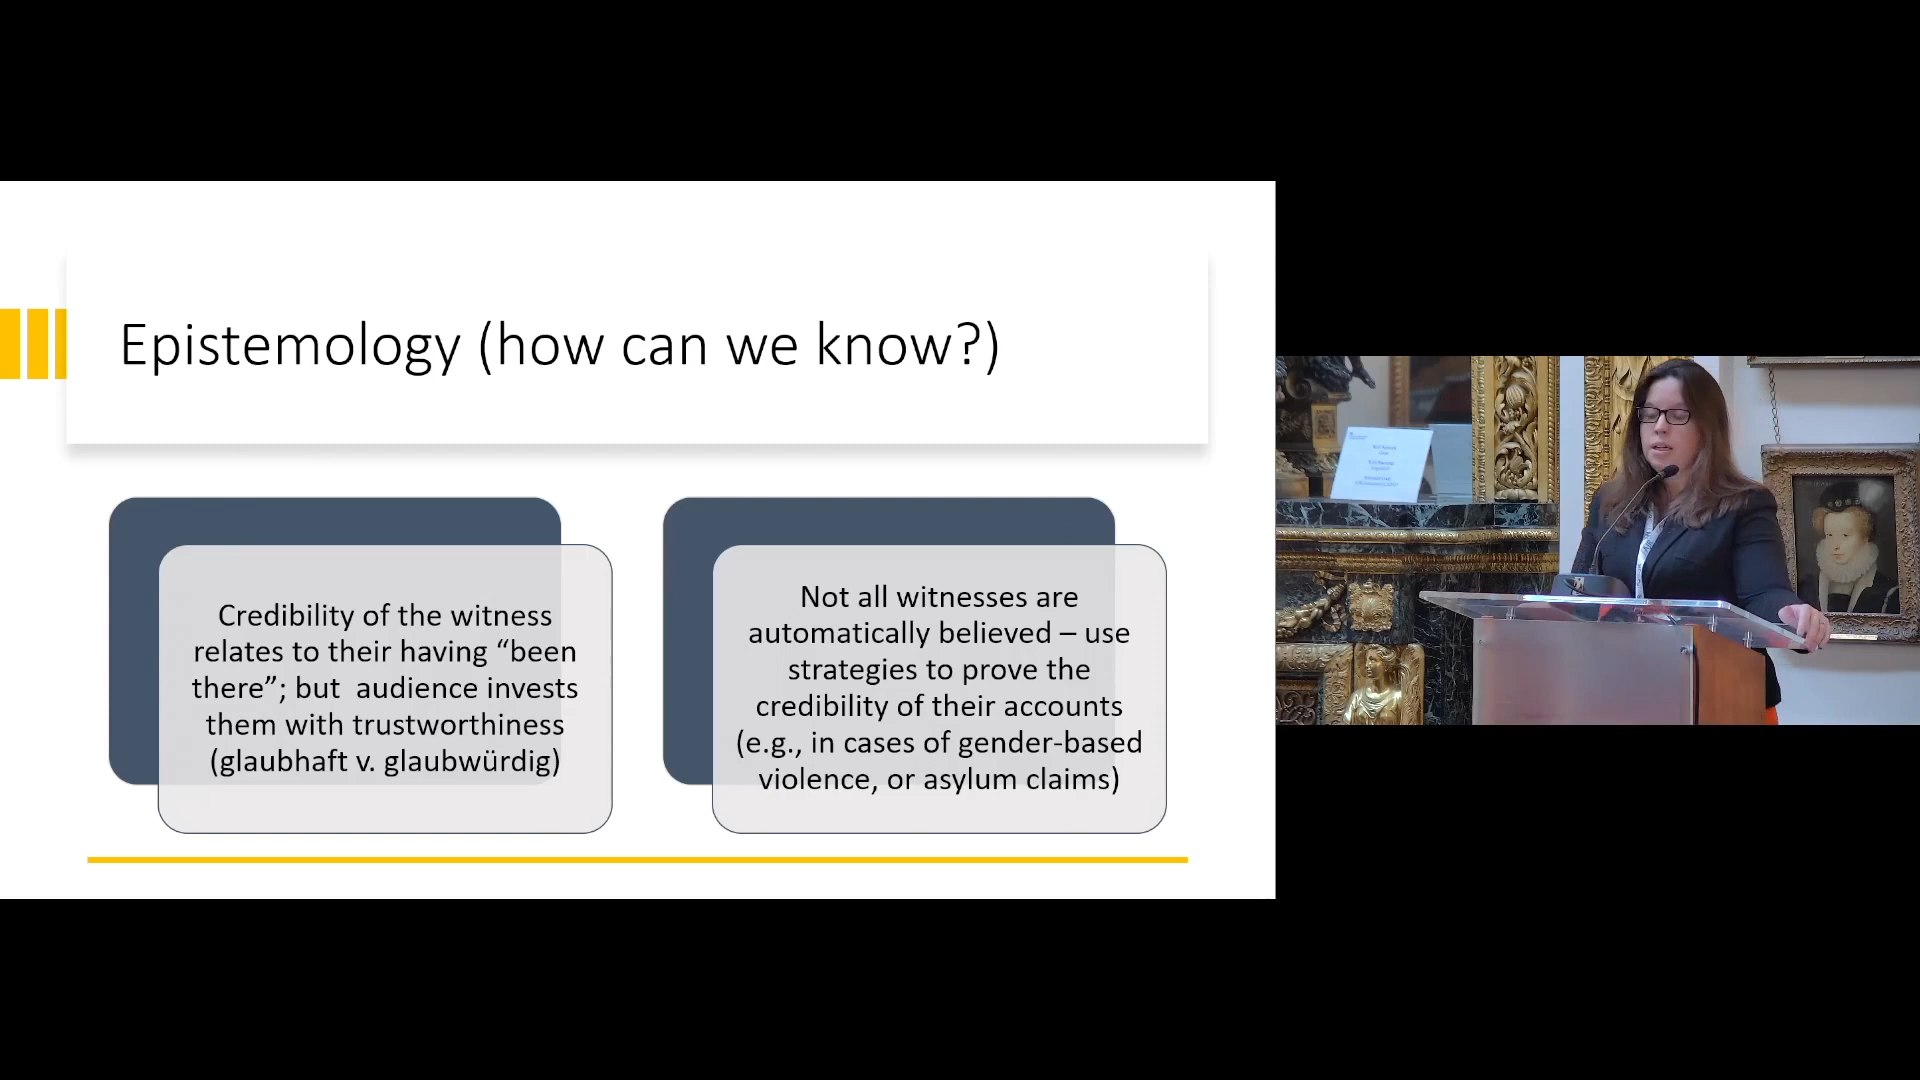 Epistemology (how can we know?)
Credibility of the witness
relates to their having “been
there”; but  audience invests
them with trustworthiness
(glaubhaft v. glaubwürdig)
Not all witnesses are
automatically believed – use
strategies to prove the
credibility of their accounts
(e.g., in cases of gender-based
violence, or asylum claims)